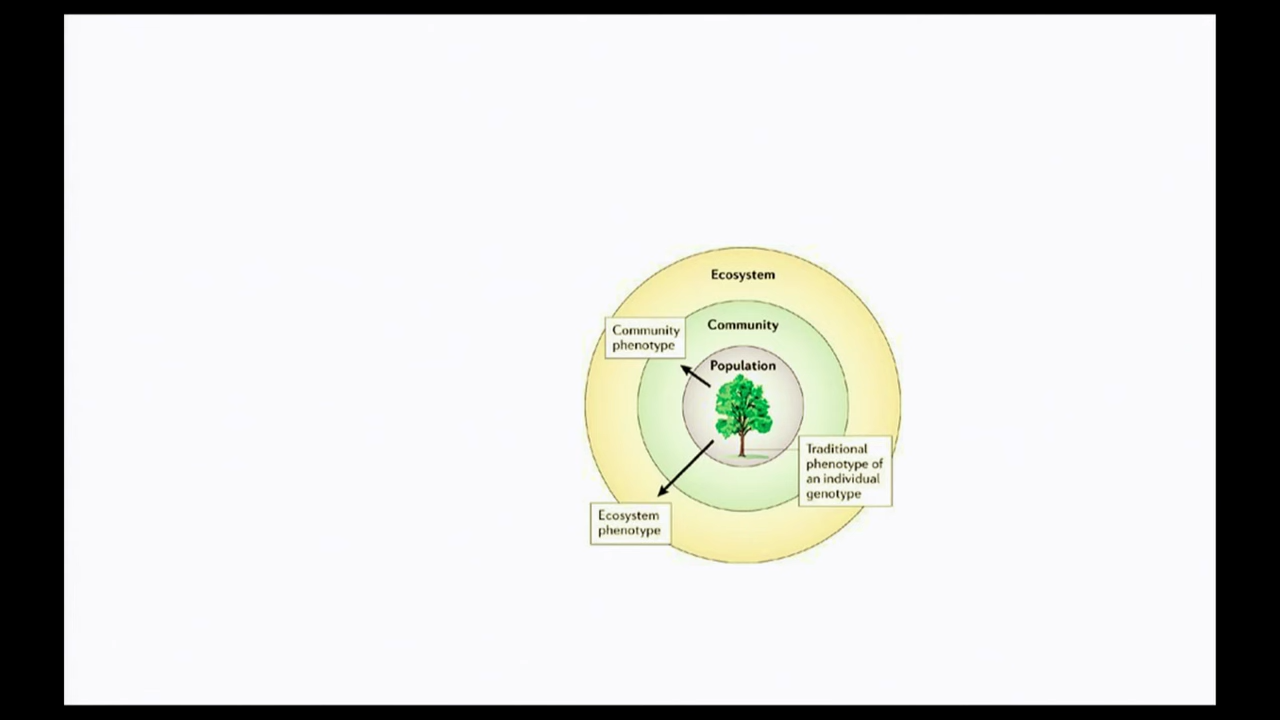 Ecosystem
Community
Community
phenotype
Population
Traditional
phenotype of
an individual
genotype
Ecosystem
phenotype